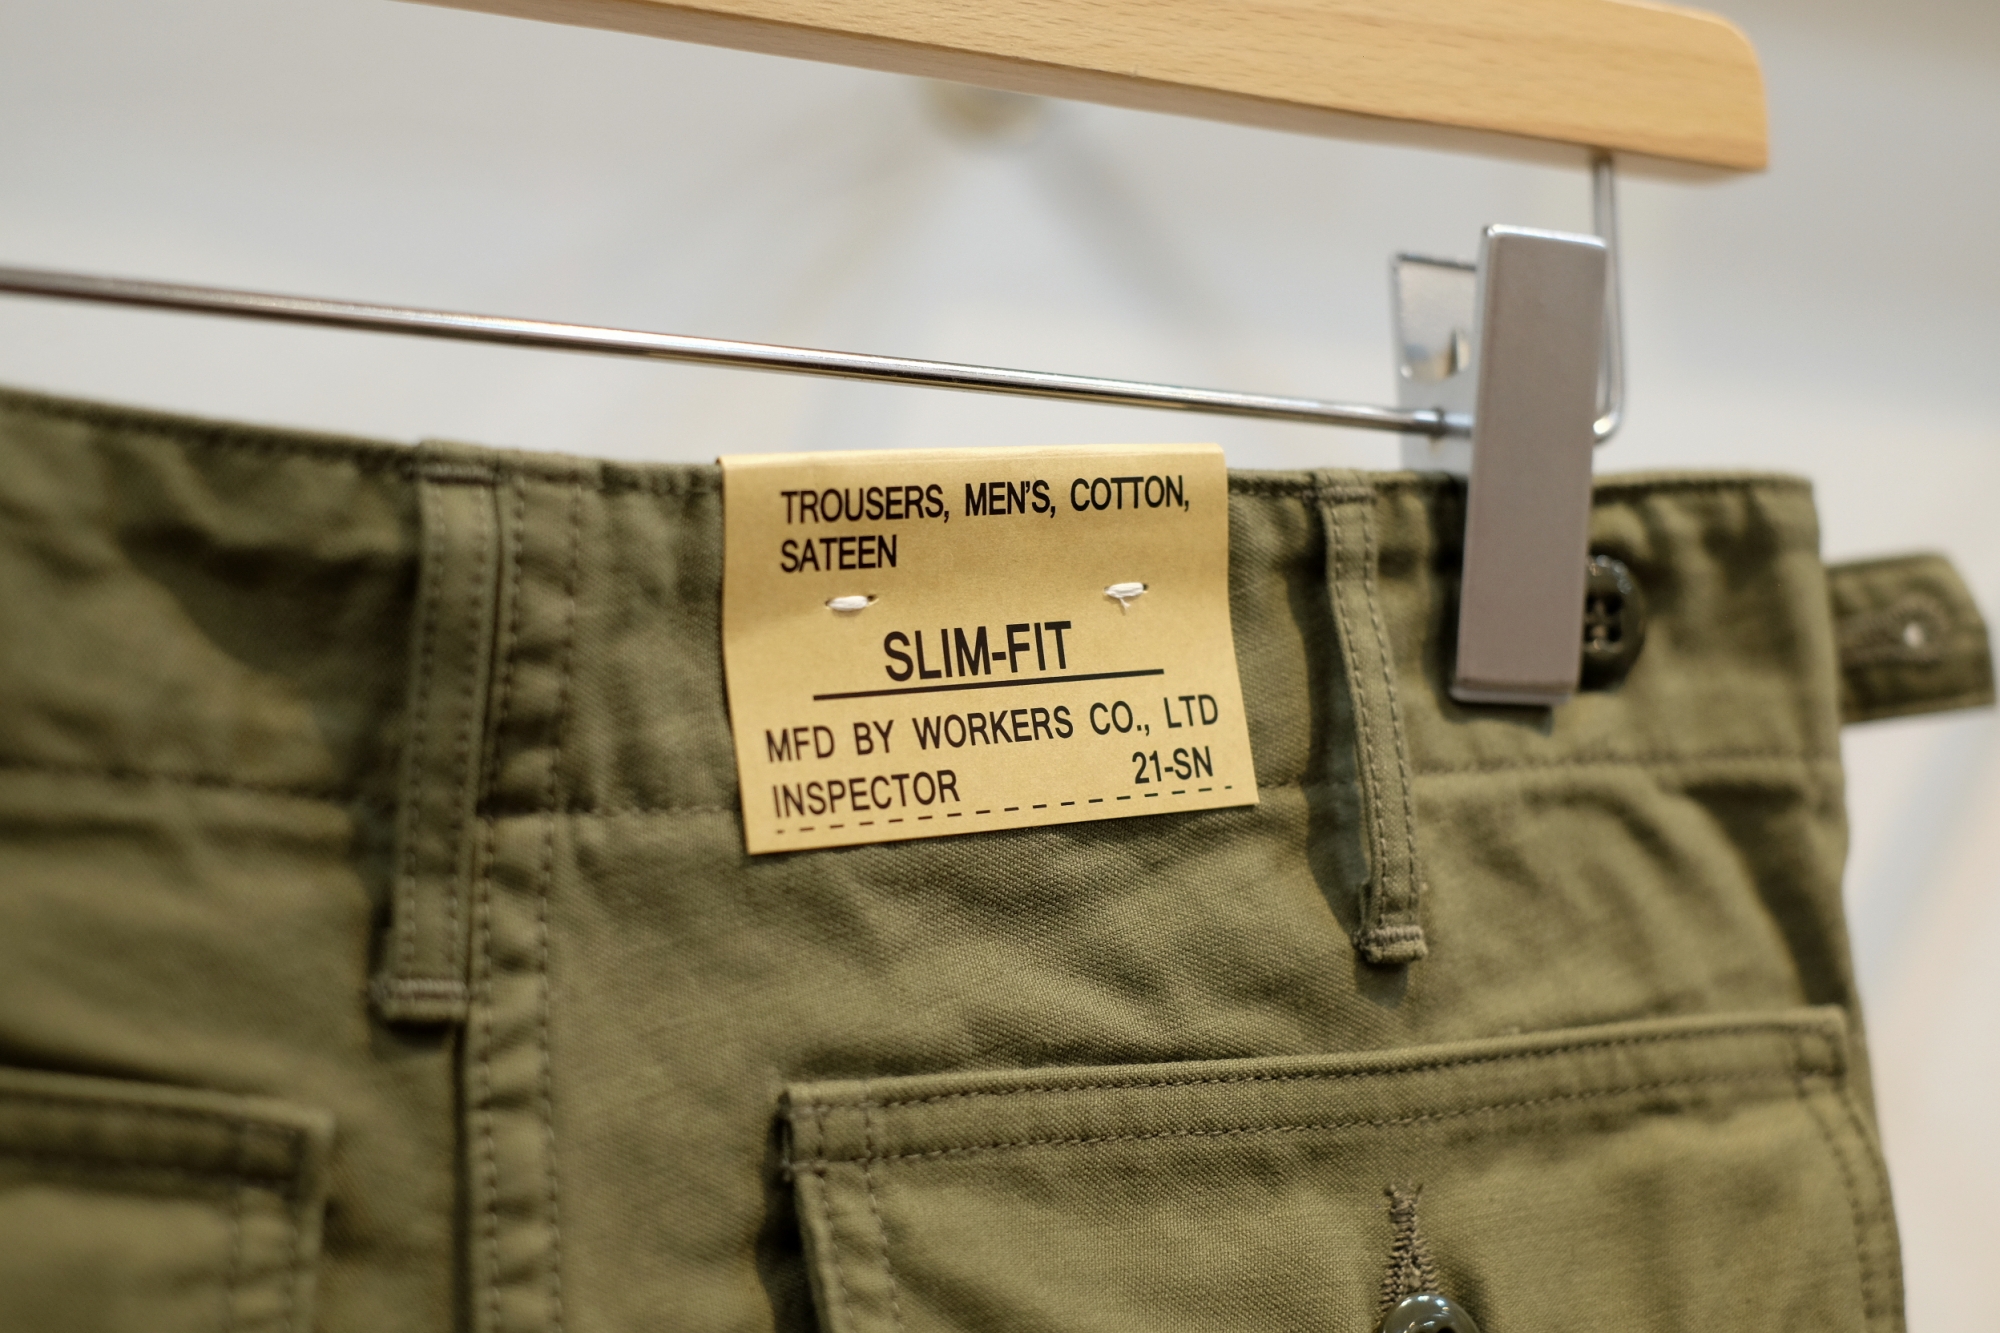 TROUSERS, MEN'S, COTTON,
SATEEN
SLIM-FIT
MFD BY WORKERS CO., LTD
INSPECTOR 21-SN